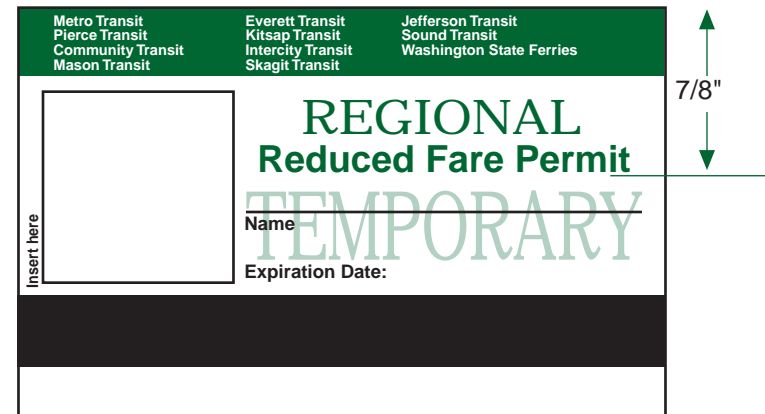 Metro Transit
Pierce Transit
Community Transit
Mason Transit
Everett Transit
Kitsap Transit
Intercity Transit
Skagit Transit
Jefferson Transit
Sound Transit
Washington State Ferries
7/8"
REGIONAL
Reduced Fare Permit
TEMPORARY
Name
Insert here
Expiration Date: